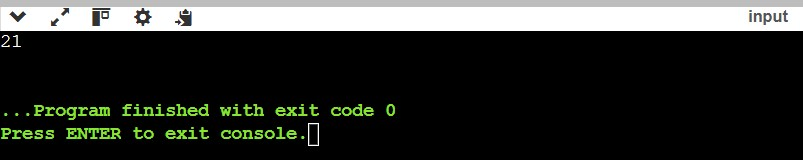 input
21
...Program finished with exit code 0
Press ENTER to exit console.